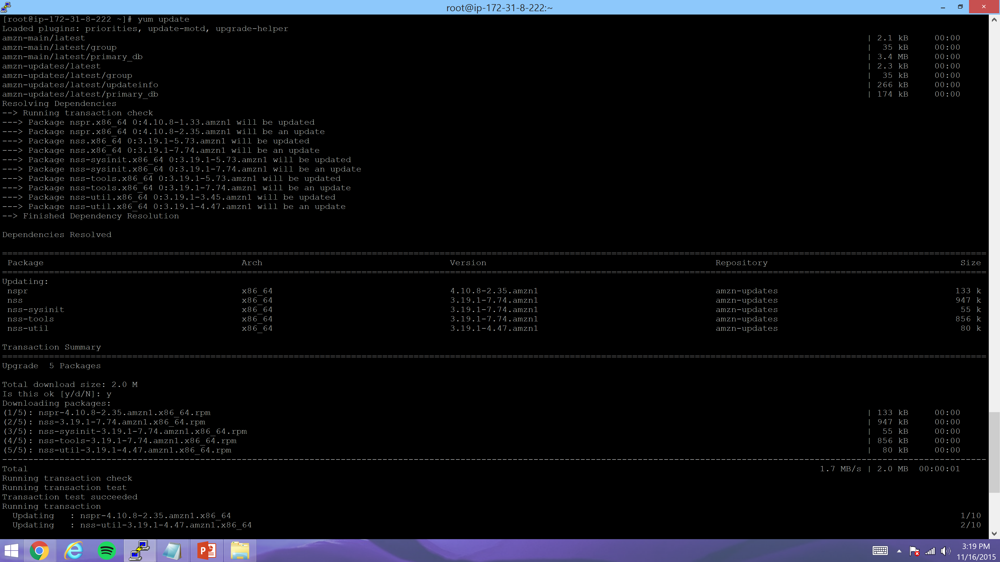 root@ip-172-31-8-222:~
[root@ip-172-31-8-222 ~]# yum update
Loaded plugins: priorities, update-motd, upgrade-helper
amzn-main/latest | 2.1 kB 00:00
amzn-main/latest/group | 35 kB 00:00
amzn-main/latest/primary_db | 3.4 MB 00:00
amzn-updates/latest | 2.3 kB 00:00
amzn-updates/latest/group | 35 kB 00:00
amzn-updates/latest/updateinfo | 266 kB 00:00
amzn-updates/latest/primary_db | 174 kB 00:00
Resolving Dependencies
--> Running transaction check
---> Package nspr.x86_64 0:4.10.8-1.33.amzn1 will be updated
---> Package nspr.x86_64 0:4.10.8-2.35.amzn1 will be an update
---> Package nss.x86_64 0:3.19.1-5.73.amzn1 will be updated
---> Package nss.x86_64 0:3.19.1-7.74.amzn1 will be an update
---> Package nss-sysinit.x86_64 0:3.19.1-5.73.amzn1 will be updated
---> Package nss-sysinit.x86_64 0:3.19.1-7.74.amzn1 will be an update
---> Package nss-tools.x86_64 0:3.19.1-5.73.amzn1 will be updated
---> Package nss-tools.x86_64 0:3.19.1-7.74.amzn1 will be an update
---> Package nss-util.x86_64 0:3.19.1-3.45.amzn1 will be updated
---> Package nss-util.x86_64 0:3.19.1-4.47.amzn1 will be an update
--> Finished Dependency Resolution
Dependencies Resolved
Package Arch Version Repository Size
Updating:
nspr x86_64 4.10.8-2.35.amzn1 amzn-updates 133 k
nss x86_64 3.19.1-7.74.amzn1 amzn-updates 947 k
nss-sysinit x86_64 3.19.1-7.74.amzn1 amzn-updates 55 k
nss-tools x86_64 3.19.1-7.74.amzn1 amzn-updates 856 k
nss-util x86_64 3.19.1-4.47.amzn1 amzn-updates 80 k
Transaction Summary
Upgrade 5 Packages
Total download size: 2.0 M
Is this ok [y/d/N]: y
Downloading packages:
(1/5): nspr-4.10.8-2.35.amzn1.x86_64.rpm | 133 kB 00:00
(2/5): nss-3.19.1-7.74.amzn1.x86_64.rpm | 947 kB 00:00
(3/5): nss-sysinit-3.19.1-7.74.amzn1.x86_64.rpm | 55 kB 00:00
(4/5): nss-tools-3.19.1-7.74.amzn1.x86_64.rpm | 856 kB 00:00
(5/5): nss-util-3.19.1-4.47.amzn1.x86_64.rpm | 80 kB 00:00
Total 1.7 MB/s | 2.0 MB 00:00:01
Running transaction check
Running transaction test
Transaction test succeeded
Running transaction
Updating : nspr-4.10.8-2.35.amzn1.x86_64 1/10
Updating : nss-util-3.19.1-4.47.amzn1.x86_64 2/10
3:19 PM
11/16/2015